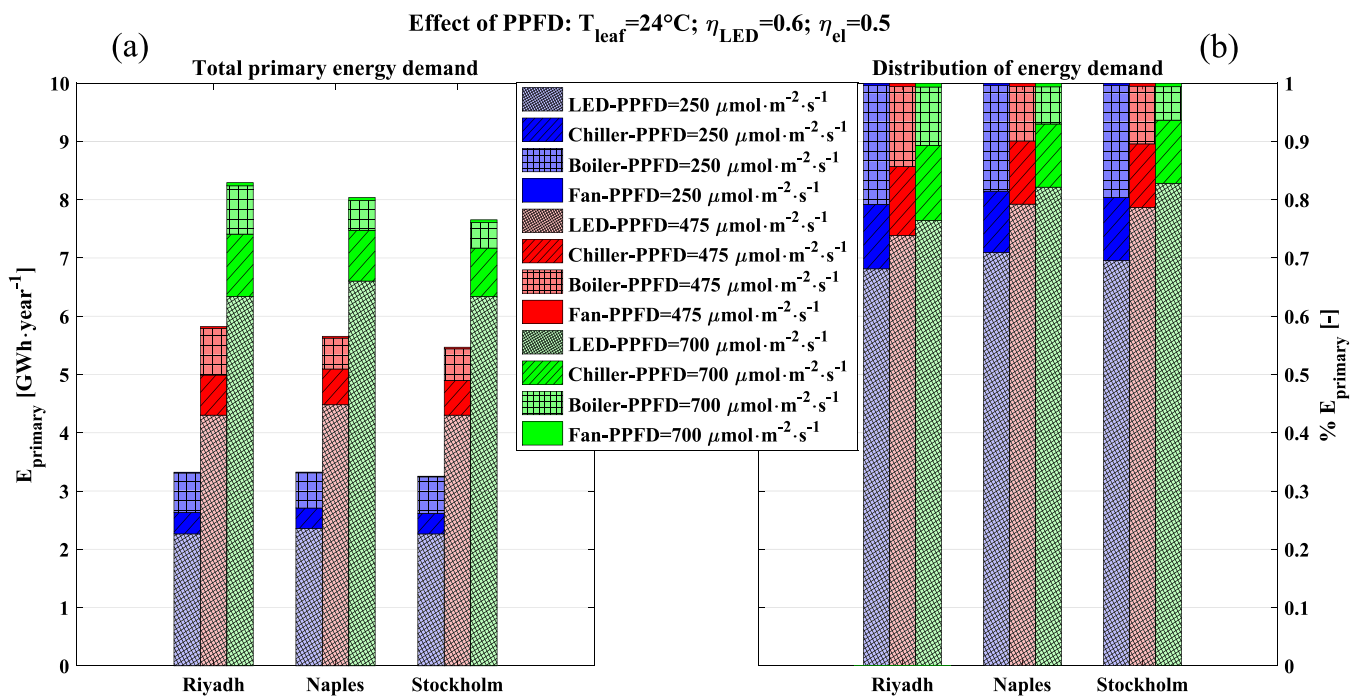 Effect of PPFD: T_leaf=24°C; η_LED=0.6; η_el=0.5
(a)
(b)
Total primary energy demand
Distribution of energy demand
E_primary [GWh·year⁻¹]
10
9
8
7
6
5
4
3
2
1
0
Riyadh
Naples
Stockholm
LED-PPFD=250 μmol·m⁻²·s⁻¹
Chiller-PPFD=250 μmol·m⁻²·s⁻¹
Boiler-PPFD=250 μmol·m⁻²·s⁻¹
Fan-PPFD=250 μmol·m⁻²·s⁻¹
LED-PPFD=475 μmol·m⁻²·s⁻¹
Chiller-PPFD=475 μmol·m⁻²·s⁻¹
Boiler-PPFD=475 μmol·m⁻²·s⁻¹
Fan-PPFD=475 μmol·m⁻²·s⁻¹
LED-PPFD=700 μmol·m⁻²·s⁻¹
Chiller-PPFD=700 μmol·m⁻²·s⁻¹
Boiler-PPFD=700 μmol·m⁻²·s⁻¹
Fan-PPFD=700 μmol·m⁻²·s⁻¹
Riyadh
Naples
Stockholm
1
0.9
0.8
0.7
0.6
0.5
0.4
0.3
0.2
0.1
0
% E_primary [-]